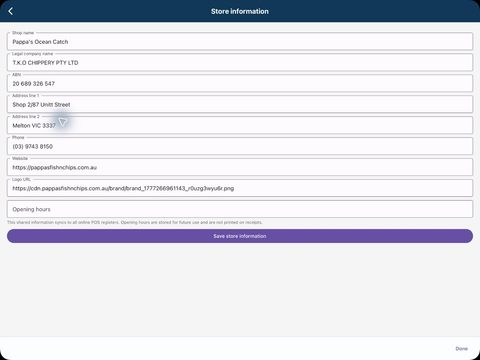 Store information
Shop name
Pappa's Ocean Catch
Legal company name
T.K.O CHIPPERY PTY LTD
ABN
20 689 326 547
Address line 1
Shop 2/87 Unitt Street
Address line 2
Melton VIC 3337
Phone
(03) 9743 8150
Website
https://pappasfishnchips.com.au
Logo URL
https://cdn.pappasfishnchips.com.au/brand/brand_1777266961143_r0uzg3wyu6r.png
Opening hours
This shared information syncs to all online POS registers. Opening hours are stored for future use and are not printed on receipts.
Save store information
Done